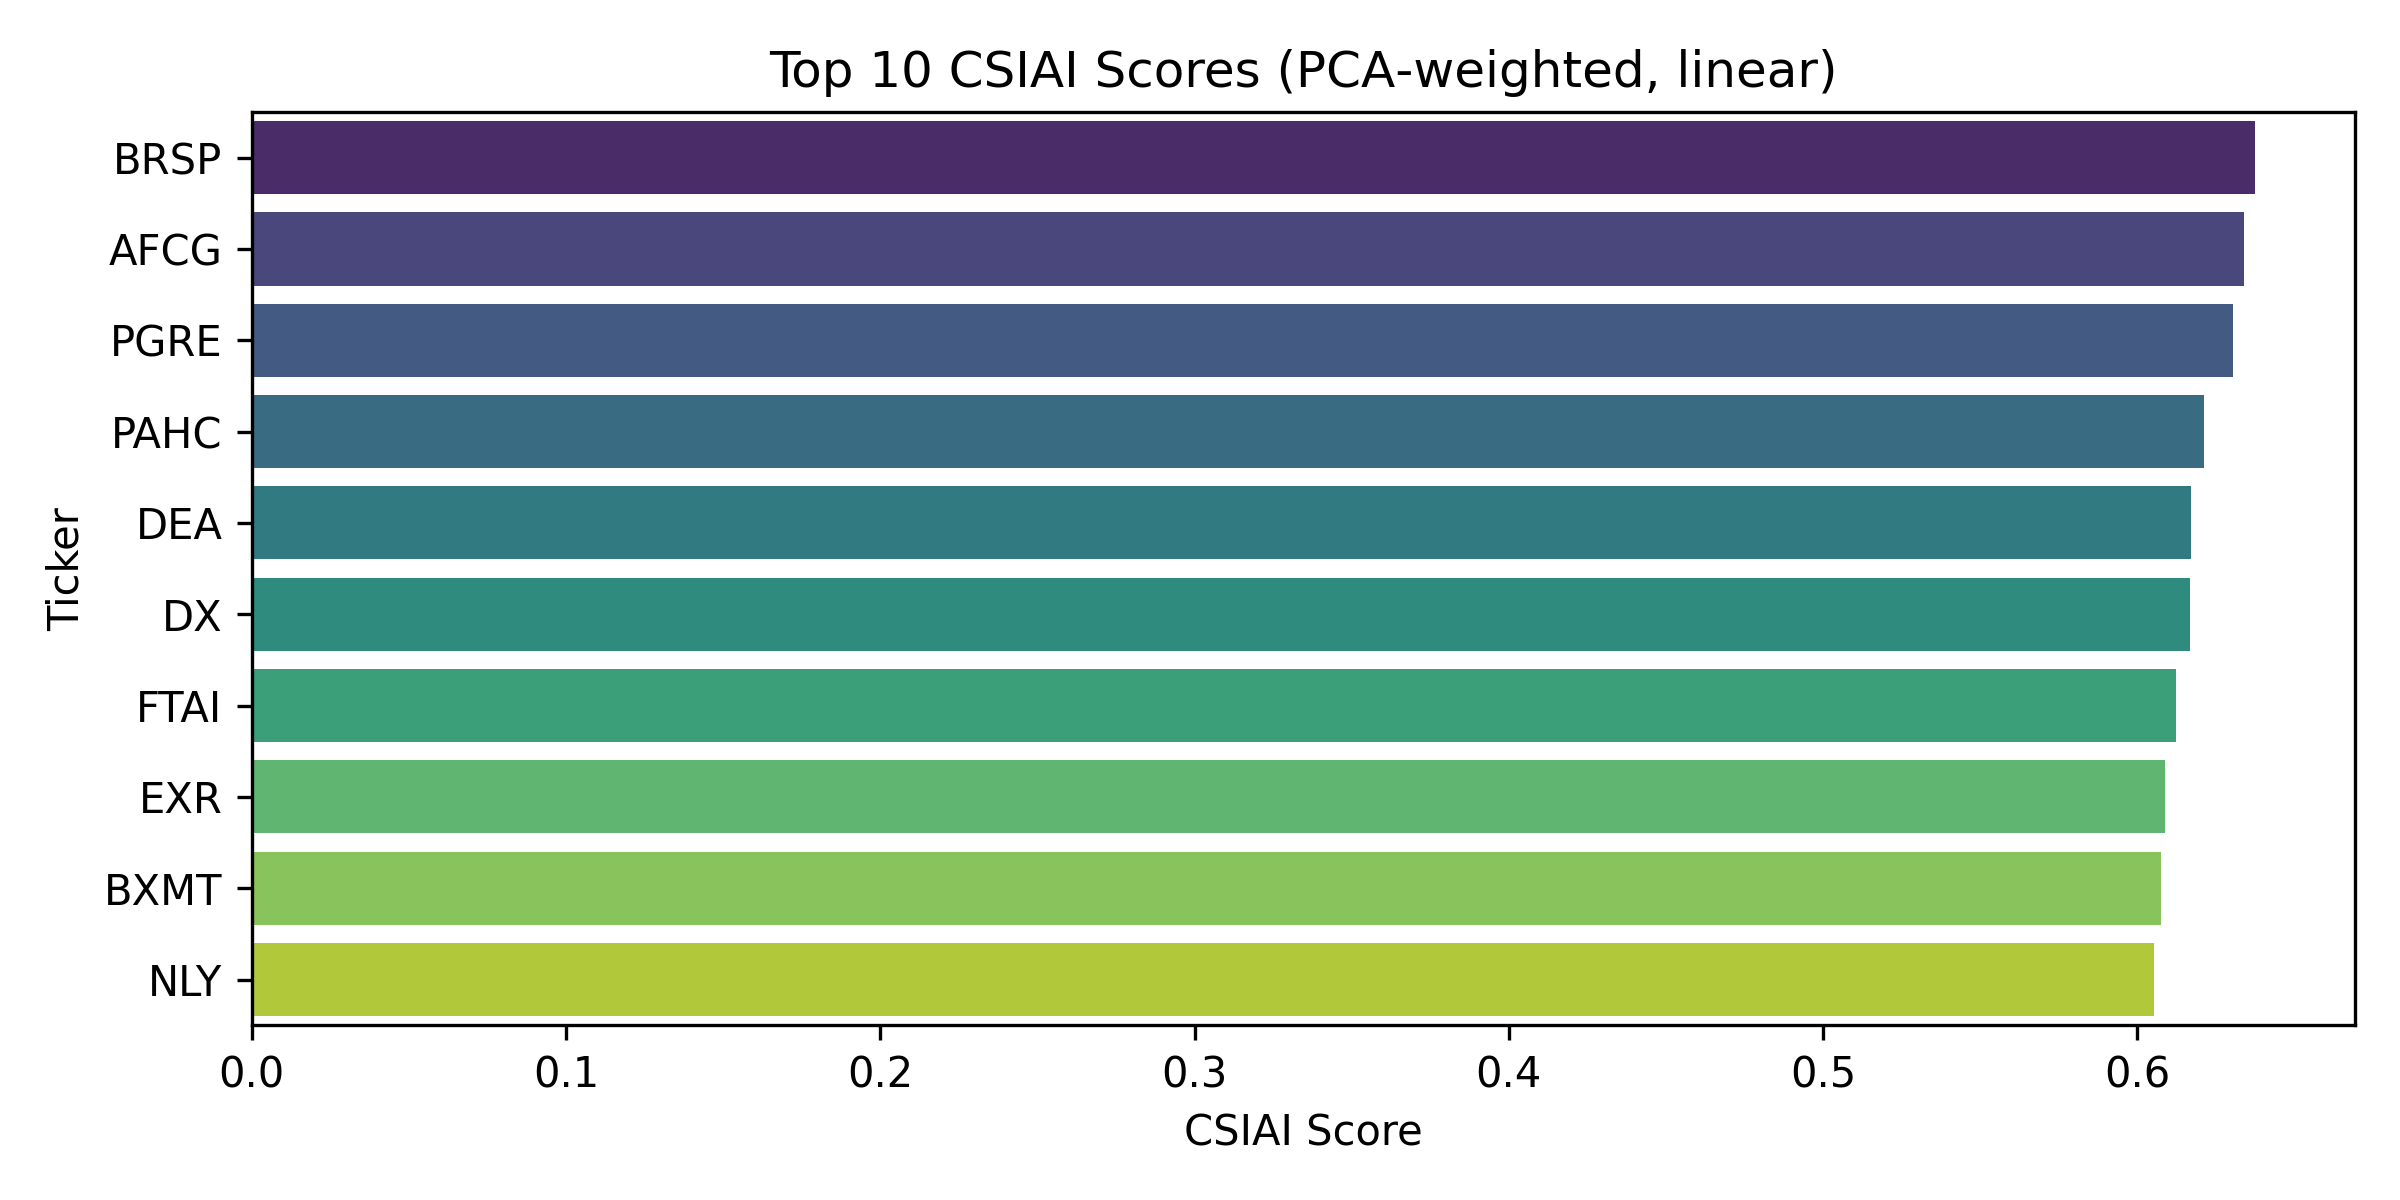 Top 10 CSIAI Scores (PCA-weighted, linear)
BRSP
AFCG
PGRE
PAHC
DEA
DX
FTAI
EXR
BXMT
NLY
Ticker
0.0 0.1 0.2 0.3 0.4 0.5 0.6
CSIAI Score